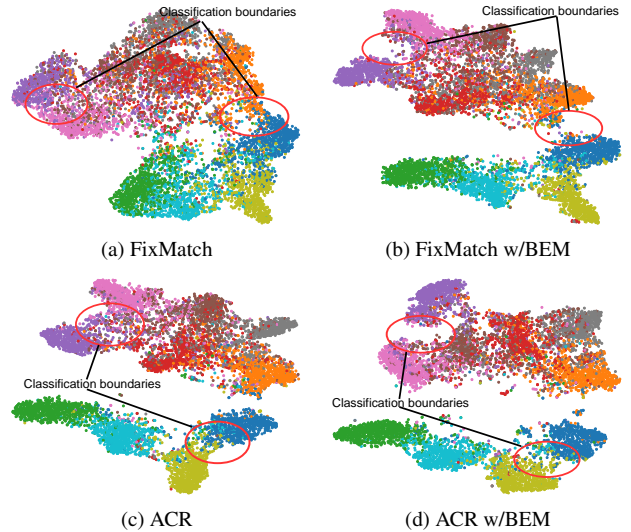 Classification boundaries
Classification boundaries
(a) FixMatch
(b) FixMatch w/BEM
Classification boundaries
Classification boundaries
(c) ACR
(d) ACR w/BEM